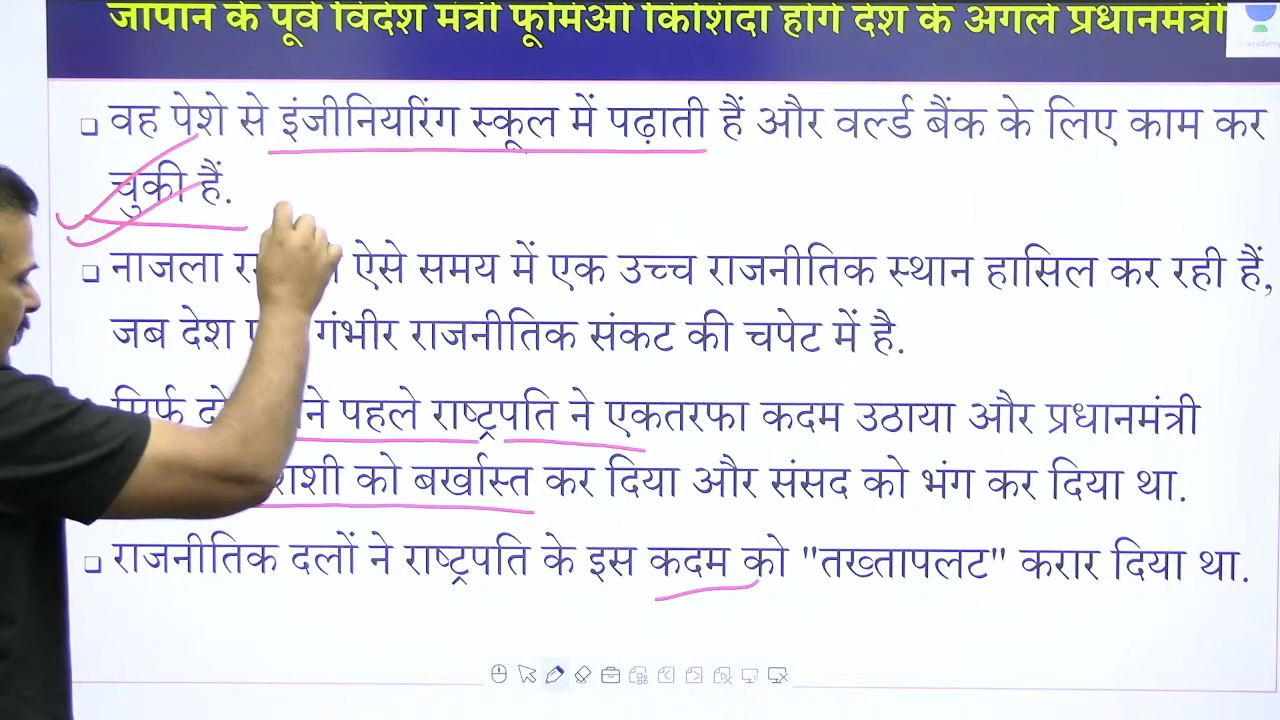 जापान के पूर्व विदेश मंत्री फूमिओ किशिदा होंगे देश के अगले प्रधानमंत्री
वह पेशे से इंजीनियरिंग स्कूल में पढ़ाती हैं और वर्ल्ड बैंक के लिए काम कर
चुकी हैं.
नाजला ऐसे समय में एक उच्च राजनीतिक स्थान हासिल कर रही हैं,
जब देश गंभीर राजनीतिक संकट की चपेट में है.
सिर्फ पहले राष्ट्रपति ने एकतरफा कदम उठाया और प्रधानमंत्री
को बर्खास्त कर दिया और संसद को भंग कर दिया था.
राजनीतिक दलों ने राष्ट्रपति के इस कदम को "तख्तापलट" करार दिया था.